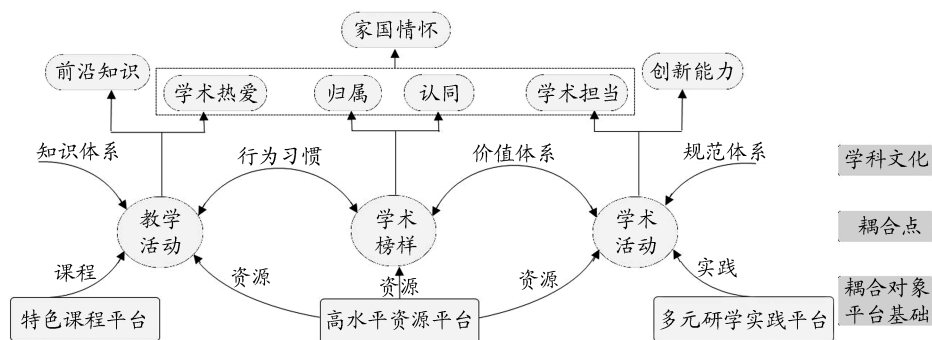 家国情怀
前沿知识
创新能力
学术热爱
归属
认同
学术担当
知识体系
行为习惯
价值体系
规范体系
学科文化
教学
活动
学术
榜样
学术
活动
耦合点
课程
资源
资源
资源
实践
特色课程平台
高水平资源平台
多元研学实践平台
耦合对象
平台基础